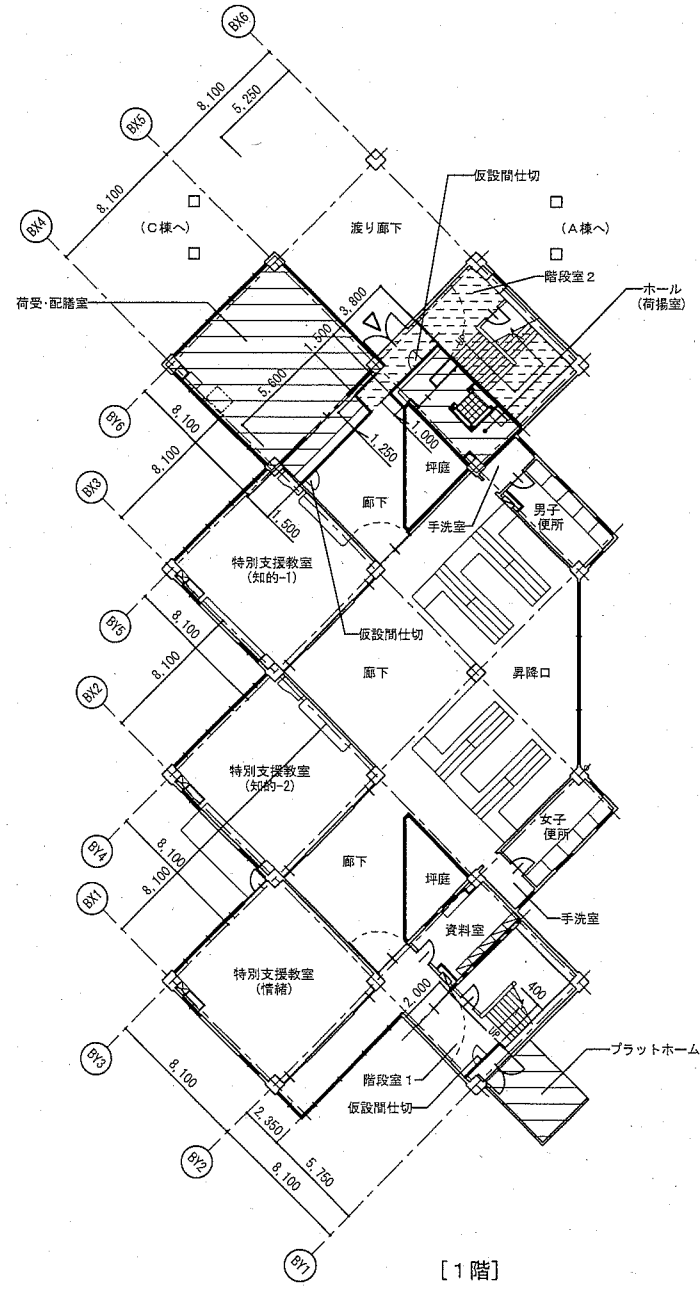 BX6
8,100
5,250
BX5
8,100
BX4
仮設間仕切
(C棟へ)
渡り廊下
(A棟へ)
階段室2
ホール
(荷揚室)
荷受・配膳室
3,800
1,500
5,600
UP
8,100
BY6
8,100
1,250
1,000
坪庭
BX3
廊下
手洗室
男子
便所
1,500
特別支援教室
(知的-1)
BY5
8,100
仮設間仕切
8,100
BX2
廊下
昇降口
特別支援教室
(知的-2)
女子
便所
BY4
8,100
廊下
8,100
坪庭
BX1
手洗室
資料室
特別支援教室
(情緒)
2,000
400
UP
BY3
プラットホーム
8,100
階段室1
仮設間仕切
2,350
BY2
5,750
8,100
BY1
[1階]